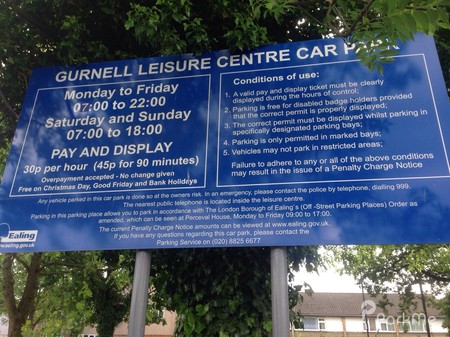 GURNELL LEISURE CENTRE CAR PARK
Monday to Friday
07:00 to 22:00
Saturday and Sunday
07:00 to 18:00
PAY AND DISPLAY
30p per hour (45p for 90 minutes)
Overpayment accepted - No change given
Free on Christmas Day, Good Friday and Bank Holidays
Conditions of use:
1. A valid pay and display ticket must be clearly
displayed during the hours of control;
2. Parking is free for disabled badge holders provided
that the correct permit is properly displayed;
3. The correct permit must be displayed whilst parking in
specifically designated parking bays;
4. Parking is only permitted in marked bays;
5. Vehicles may not park in restricted areas;
Failure to adhere to any or all of the above conditions
may result in the issue of a Penalty Charge Notice
Any vehicle parked in this car park is done so at the owners risk. In an emergency, please contact the police by telephone, dialling 999.
The nearest public telephone is located inside the leisure centre.
Parking in this parking place allows you to park in accordance with The London Borough of Ealing's (Off -Street Parking Places) Order as
amended, which can be seen at Perceval House, Monday to Friday 09:00 to 17:00.
The current Penalty Charge Notice amounts can be viewed at www.ealing.gov.uk
If you have any questions regarding this car park, please contact the
Parking Service on (020) 8825 6677
Ealing
www.ealing.gov.uk
ParkMe